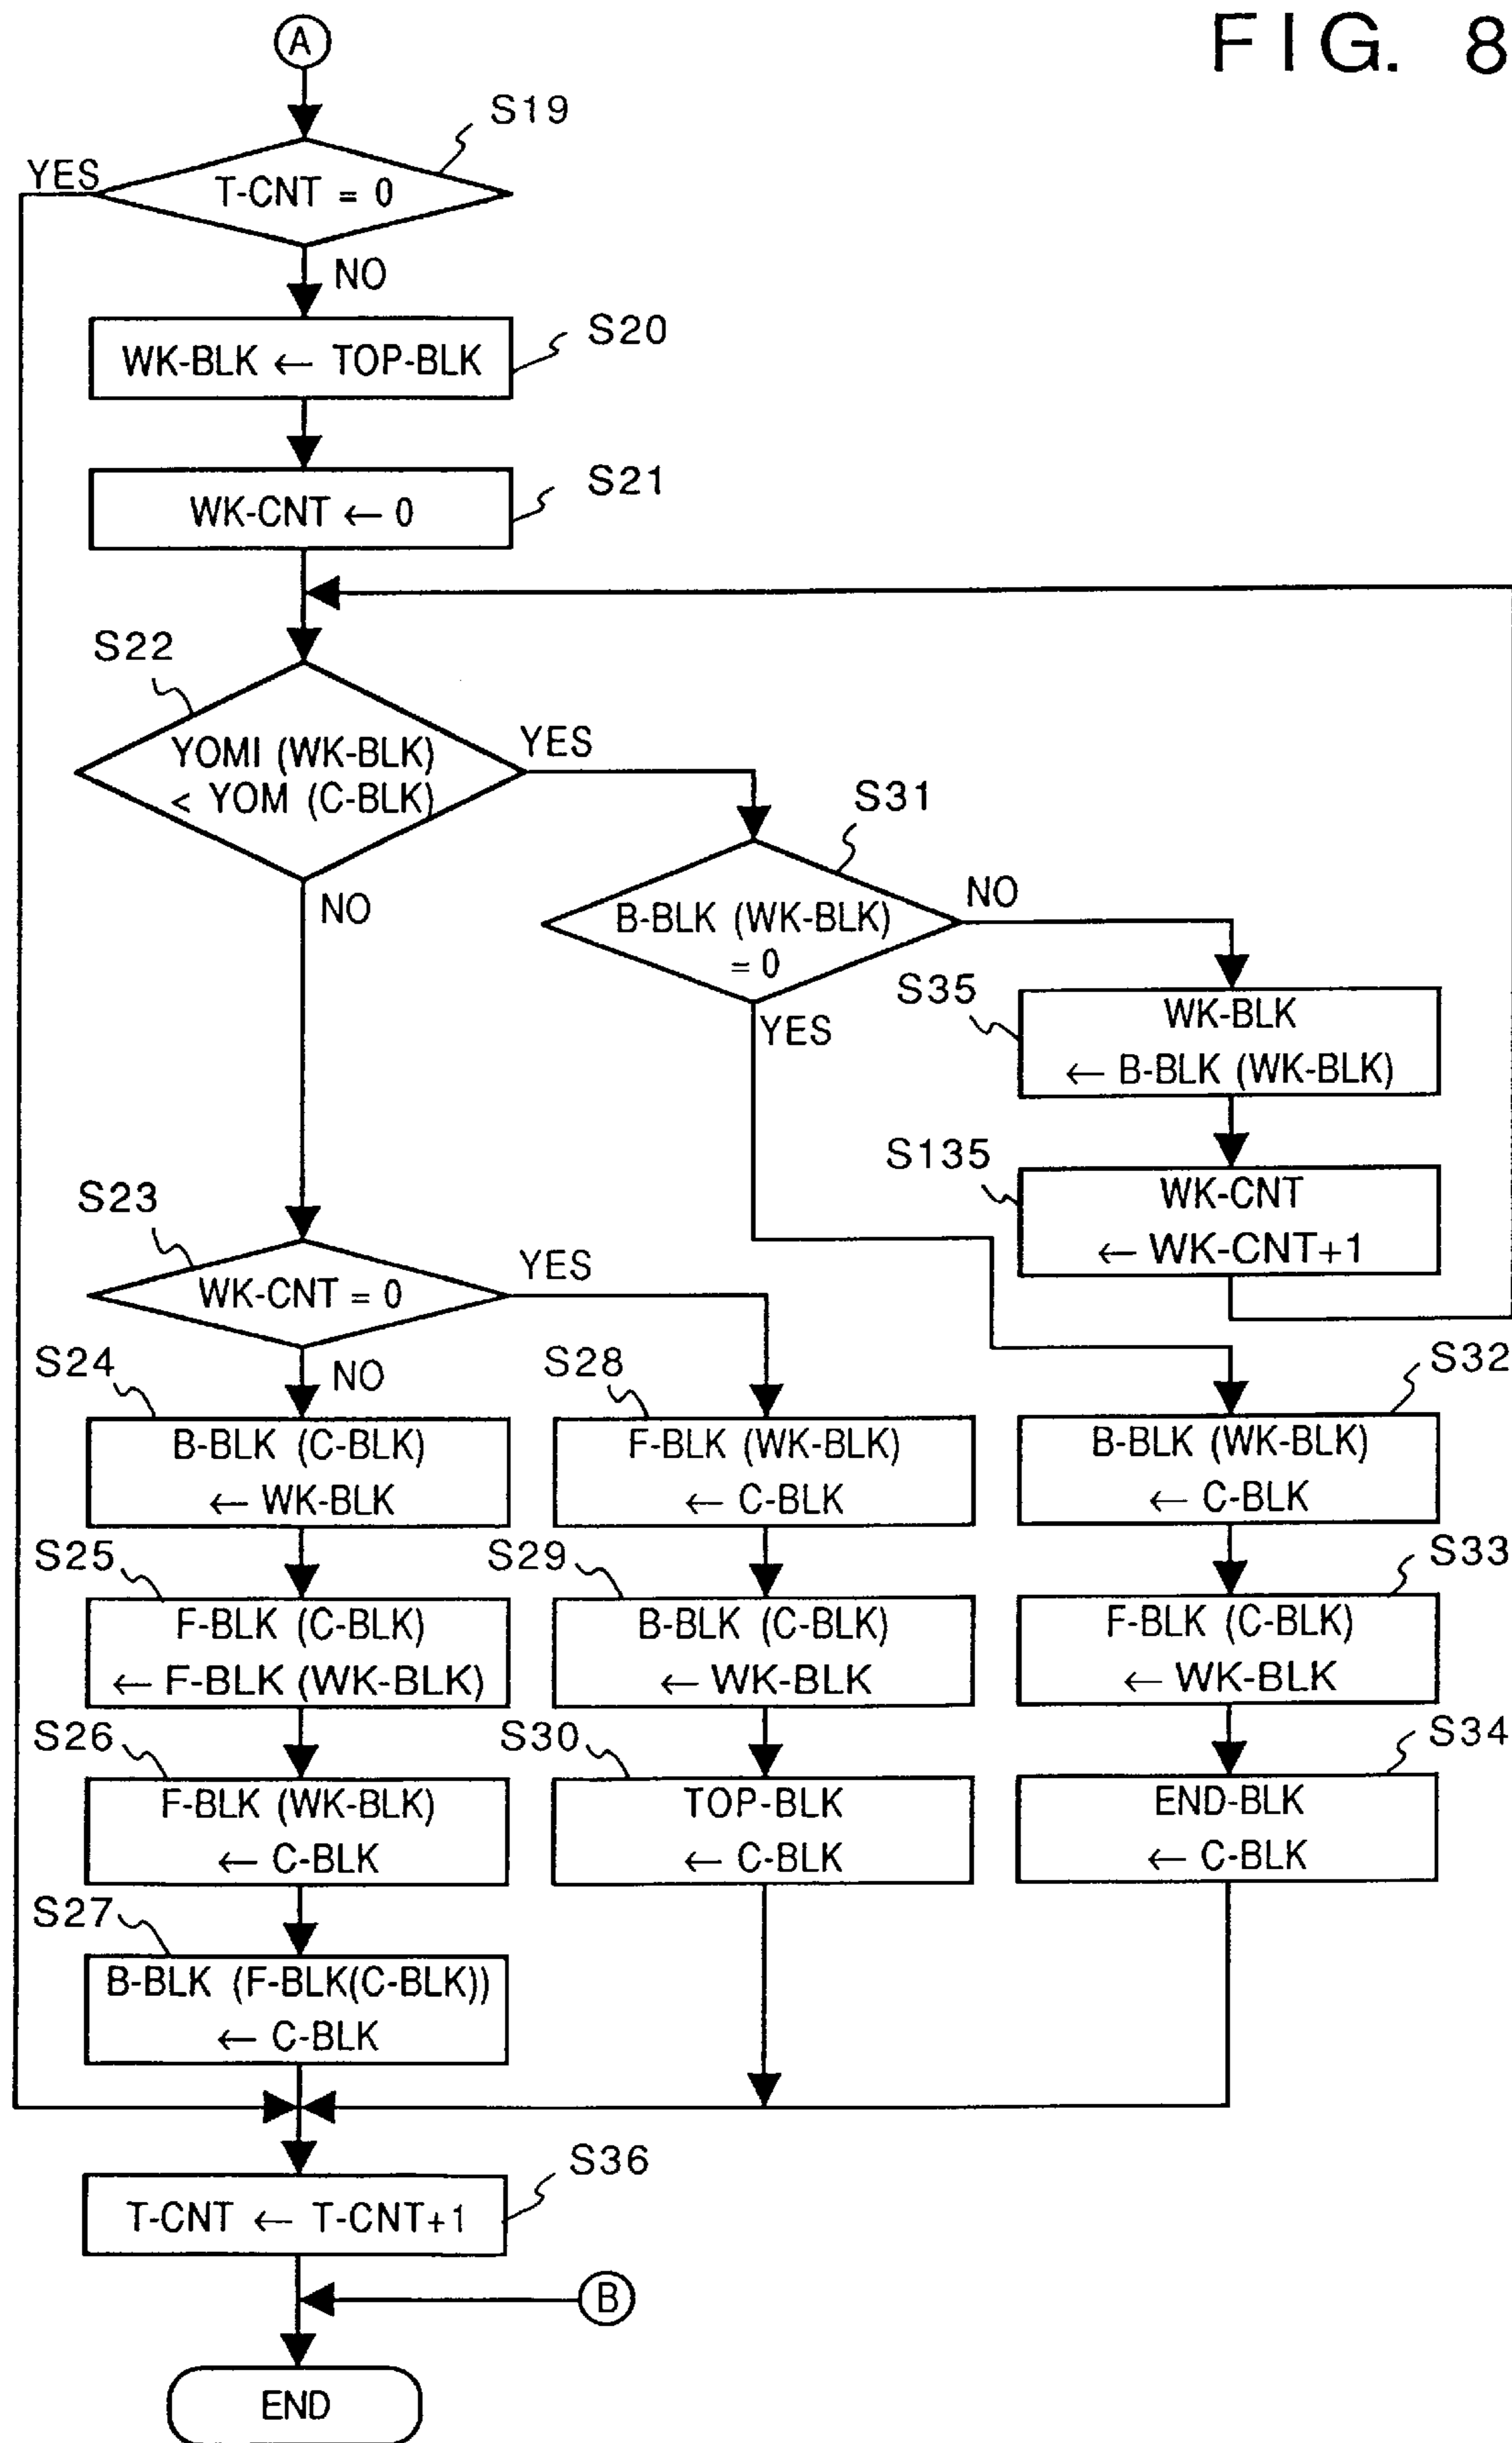 FIG. 8
A
S19
YES
T-CNT = 0
NO
S20
WK-BLK ← TOP-BLK
S21
WK-CNT ← 0
S22
YOMI (WK-BLK)
< YOM (C-BLK)
YES
NO
S31
B-BLK (WK-BLK)
= 0
NO
YES
S35
WK-BLK
← B-BLK (WK-BLK)
S135
WK-CNT
← WK-CNT+1
S23
WK-CNT = 0
YES
NO
S24
B-BLK (C-BLK)
← WK-BLK
S25
F-BLK (C-BLK)
← F-BLK (WK-BLK)
S26
F-BLK (WK-BLK)
← C-BLK
S27
B-BLK (F-BLK(C-BLK))
← C-BLK
S28
F-BLK (WK-BLK)
← C-BLK
S29
B-BLK (C-BLK)
← WK-BLK
S30
TOP-BLK
← C-BLK
S32
B-BLK (WK-BLK)
← C-BLK
S33
F-BLK (C-BLK)
← WK-BLK
S34
END-BLK
← C-BLK
S36
T-CNT ← T-CNT+1
B
END